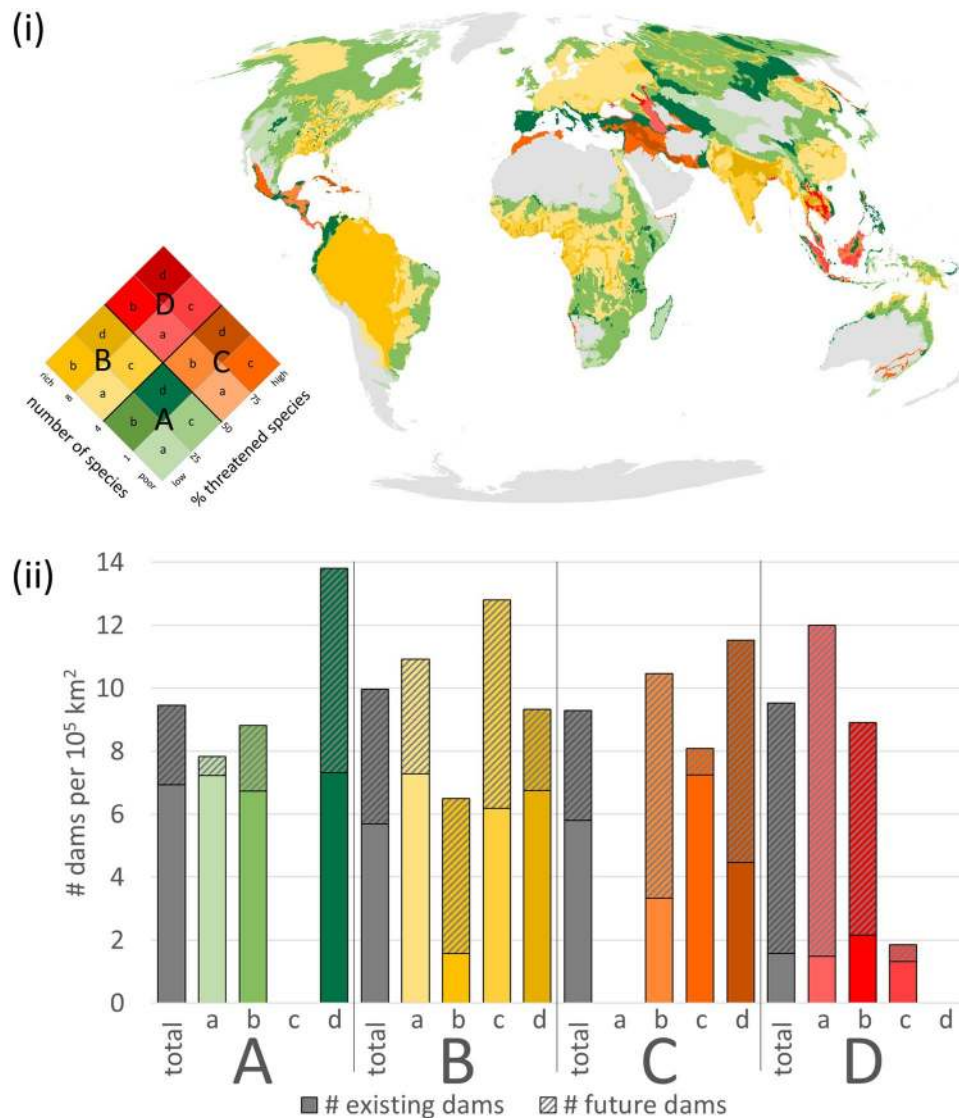 (i)
d
b D c
a
d
b B c
a
d
b C c
a
d
b A c
a
rich
8
4
1
poor
number of species
high
75
50
25
low
% threatened species
(ii)
# dams per 10⁵ km²
14
12
10
8
6
4
2
0
total a b c d total a b c d total a b c d total a b c d
A B C D
# existing dams # future dams